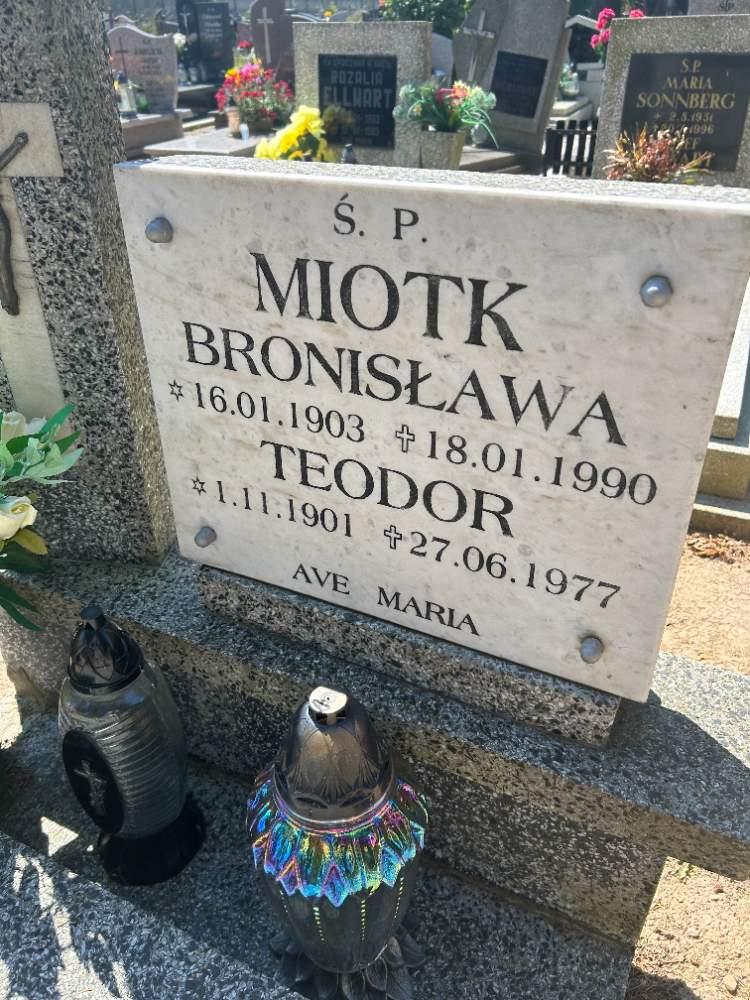 Ś. P.
MIOTK
BRONISŁAWA
✡ 16.01.1903 ✝ 18.01.1990
TEODOR
✡ 1.11.1901 ✝ 27.06.1977
AVE MARIA
ROZALIA
ELLWART
Ś.P.
MARIA
SONNBERG